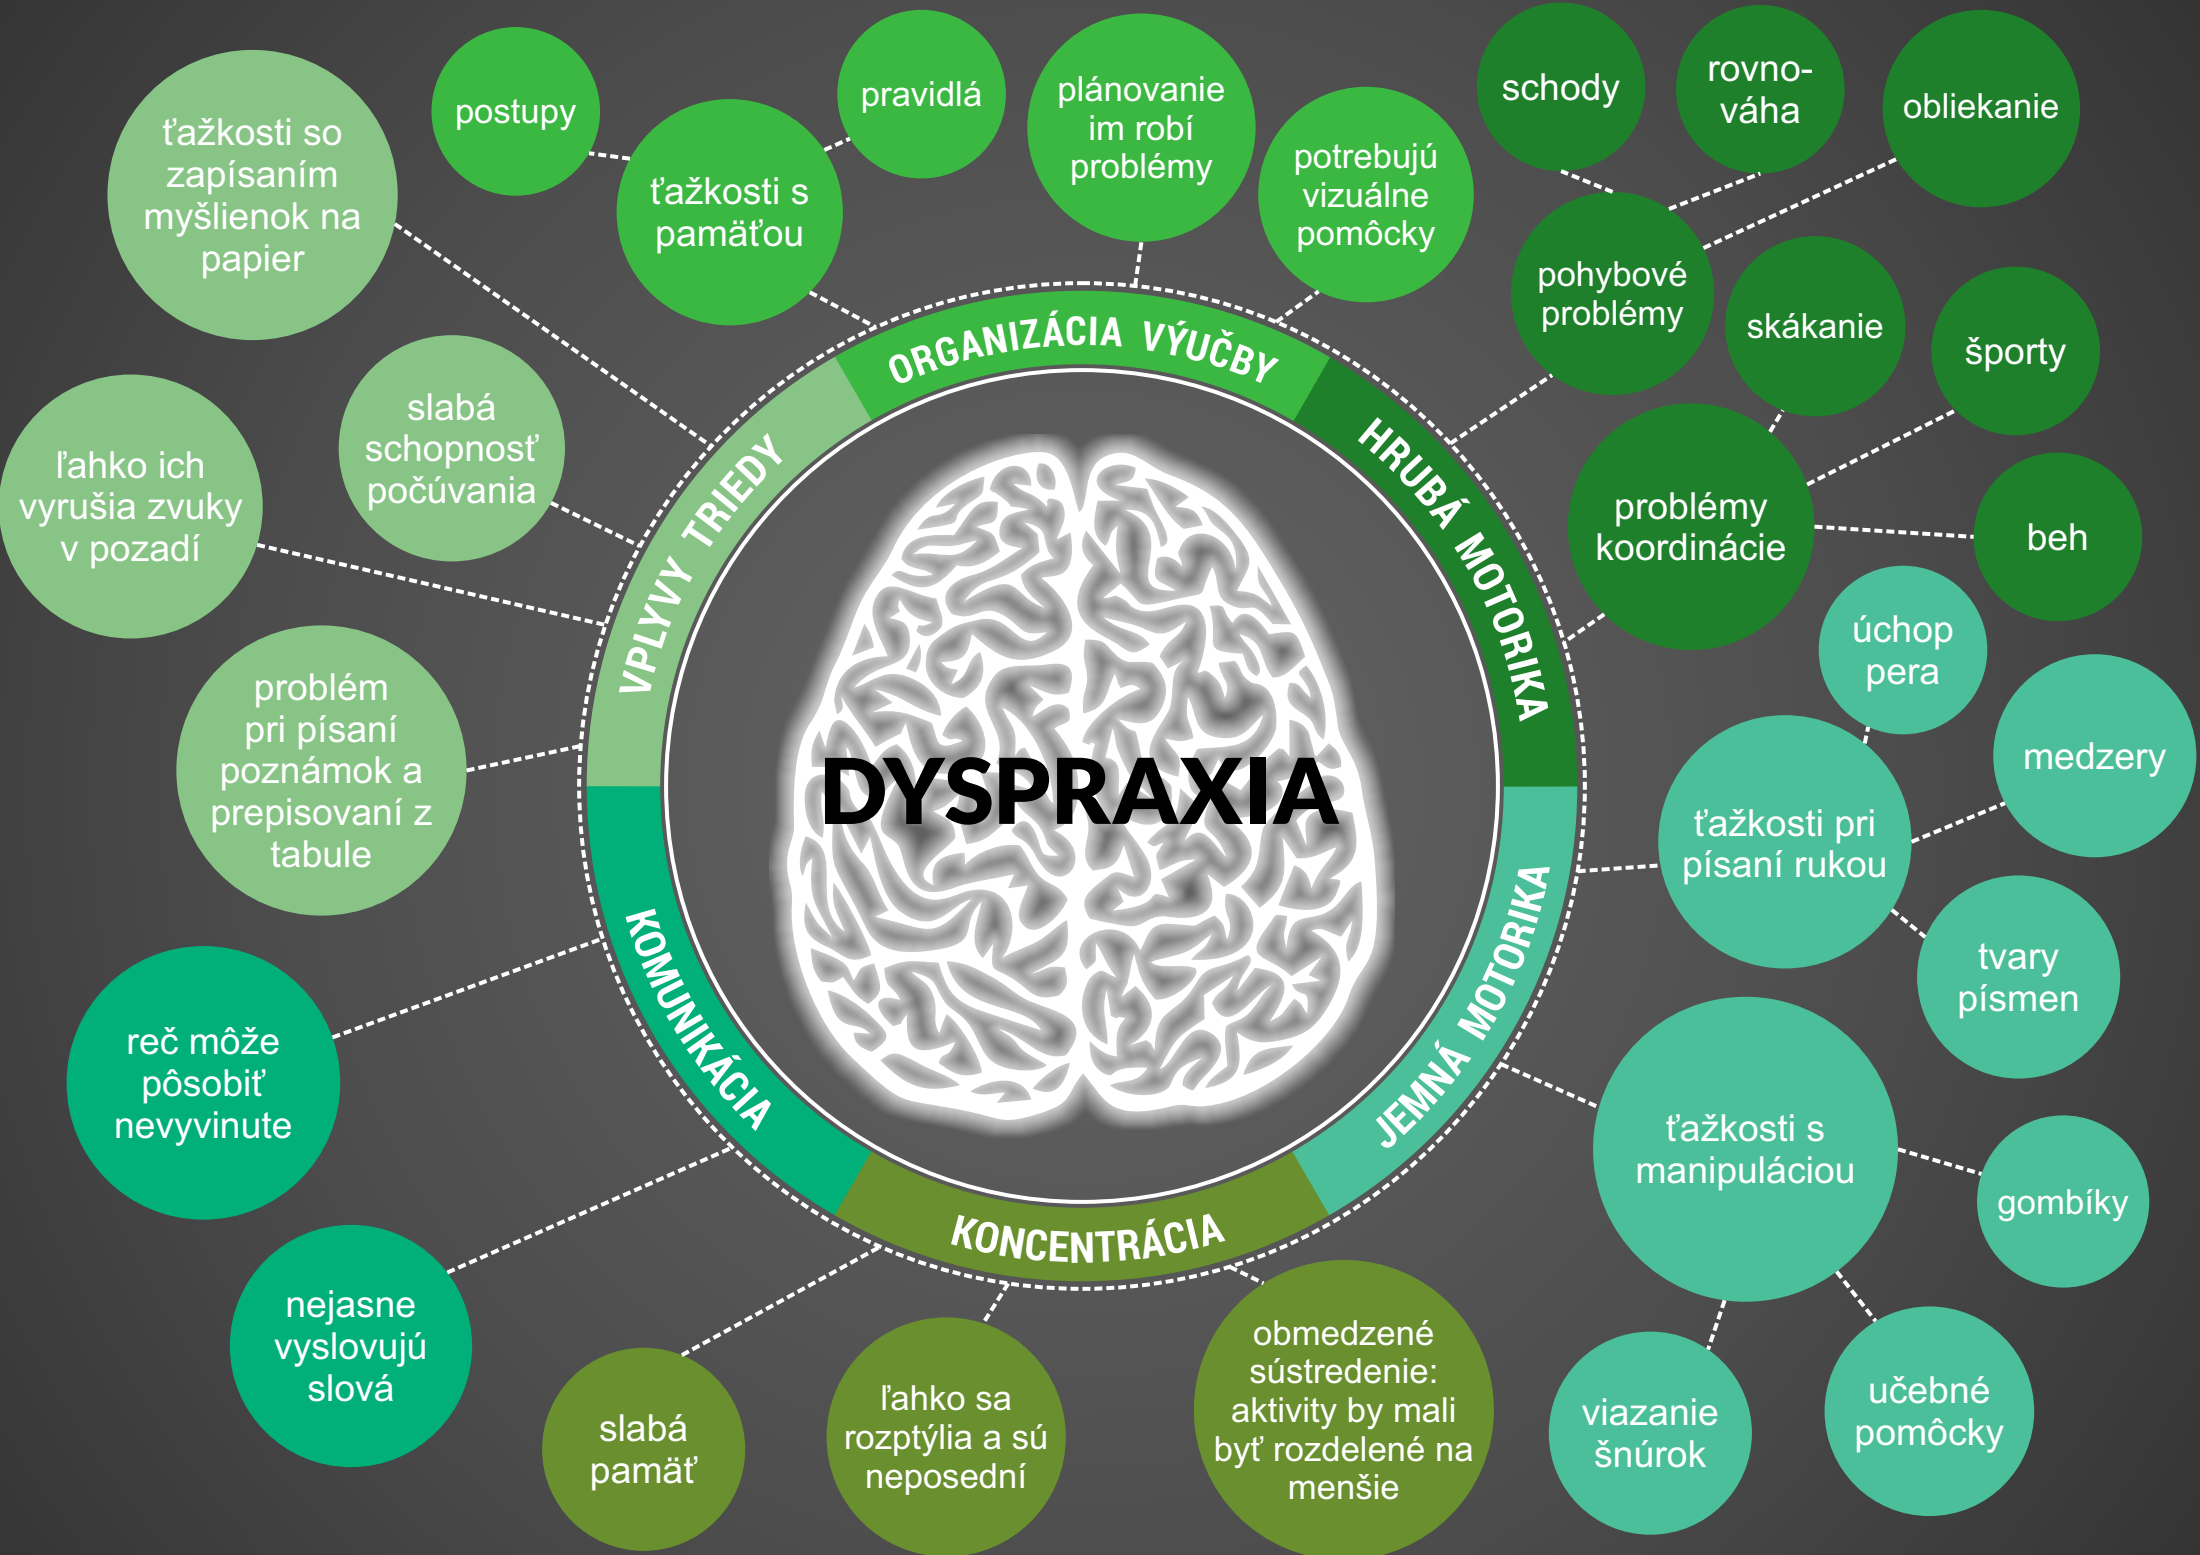 DYSPRAXIA
ORGANIZÁCIA VÝUČBY
ťažkosti s
pamäťou
postupy
pravidlá
plánovanie
im robí
problémy
potrebujú
vizuálne
pomôcky
HRUBÁ MOTORIKA
pohybové
problémy
schody
rovno-
váha
obliekanie
problémy
koordinácie
skákanie
športy
beh
JEMNÁ MOTORIKA
ťažkosti pri
písaní rukou
úchop
pera
medzery
tvary
písmen
ťažkosti s
manipuláciou
gombíky
učebné
pomôcky
viazanie
šnúrok
KONCENTRÁCIA
obmedzené
sústredenie:
aktivity by mali
byť rozdelené na
menšie
ľahko sa
rozptýlia a sú
neposední
slabá
pamäť
KOMUNIKÁCIA
nejasne
vyslovujú
slová
reč môže
pôsobiť
nevyvinute
VPLYVY TRIEDY
problém
pri písaní
poznámok a
prepisovaní z
tabule
ľahko ich
vyrušia zvuky
v pozadí
slabá
schopnosť
počúvania
ťažkosti so
zapísaním
myšlienok na
papier